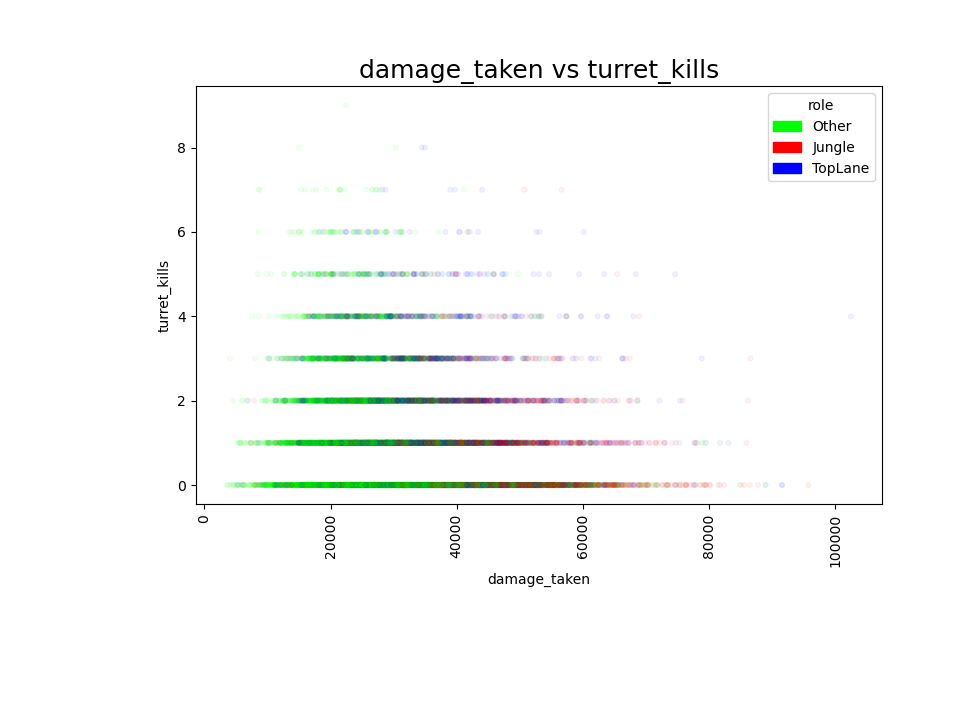 damage_taken vs turret_kills
role
Other
Jungle
TopLane
turret_kills
8
6
4
2
0
0
20000
40000
60000
80000
100000
damage_taken